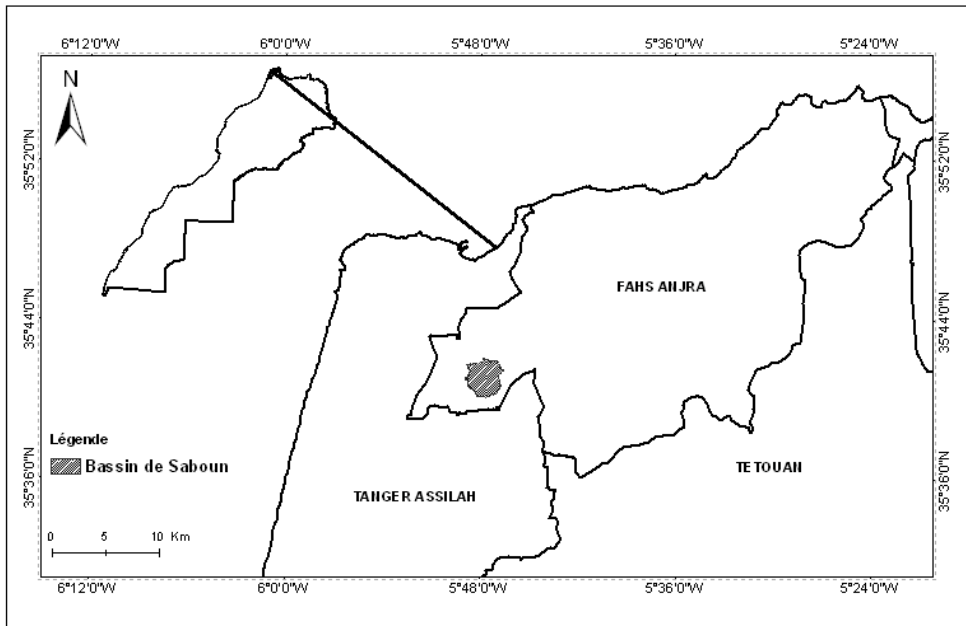 6°12'0"W 6°0'0"W 5°48'0"W 5°36'0"W 5°24'0"W
N
35°52'0"N 35°52'0"N
FAHS ANJRA
35°44'0"N 35°44'0"N
Légende
Bassin de Saboun
TETOUAN
35°36'0"N 35°36'0"N
TANGER ASSILAH
0 5 10 Km
6°12'0"W 6°0'0"W 5°48'0"W 5°36'0"W 5°24'0"W